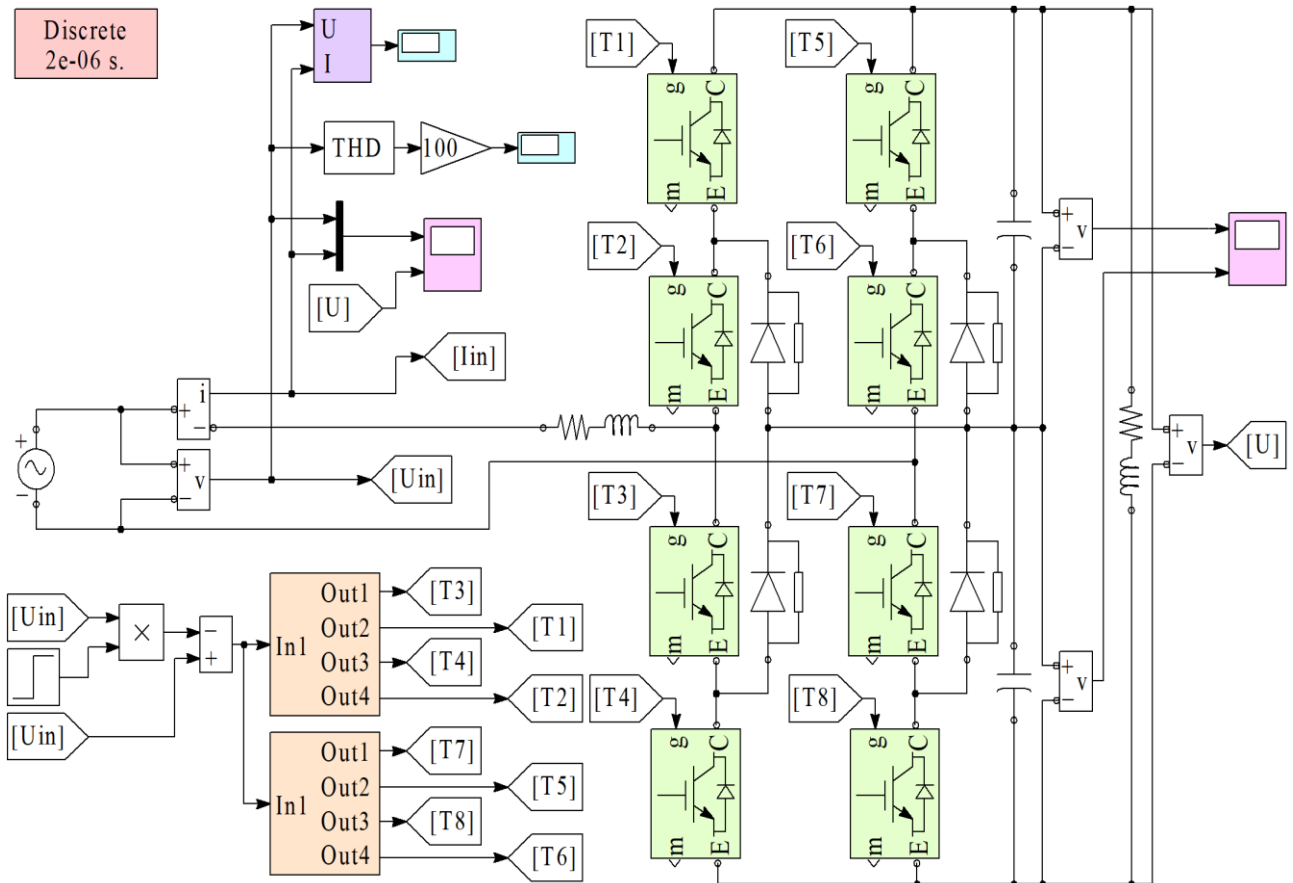 Discrete
2e-06 s.
U
I
THD
100
[U]
[Iin]
i
+
−
+
−
+
v
−
[Uin]
[T1]
g
C
m
E
[T5]
g
C
m
E
[T2]
g
C
m
E
[T6]
g
C
m
E
+
v
−
+
v
−
[U]
[T3]
g
C
m
E
[T7]
g
C
m
E
[T4]
g
C
m
E
[T8]
g
C
m
E
+
v
−
[Uin]
×
−
+
[Uin]
In1
Out1
[T3]
Out2
[T1]
Out3
[T4]
Out4
[T2]
In1
Out1
[T7]
Out2
[T5]
Out3
[T8]
Out4
[T6]